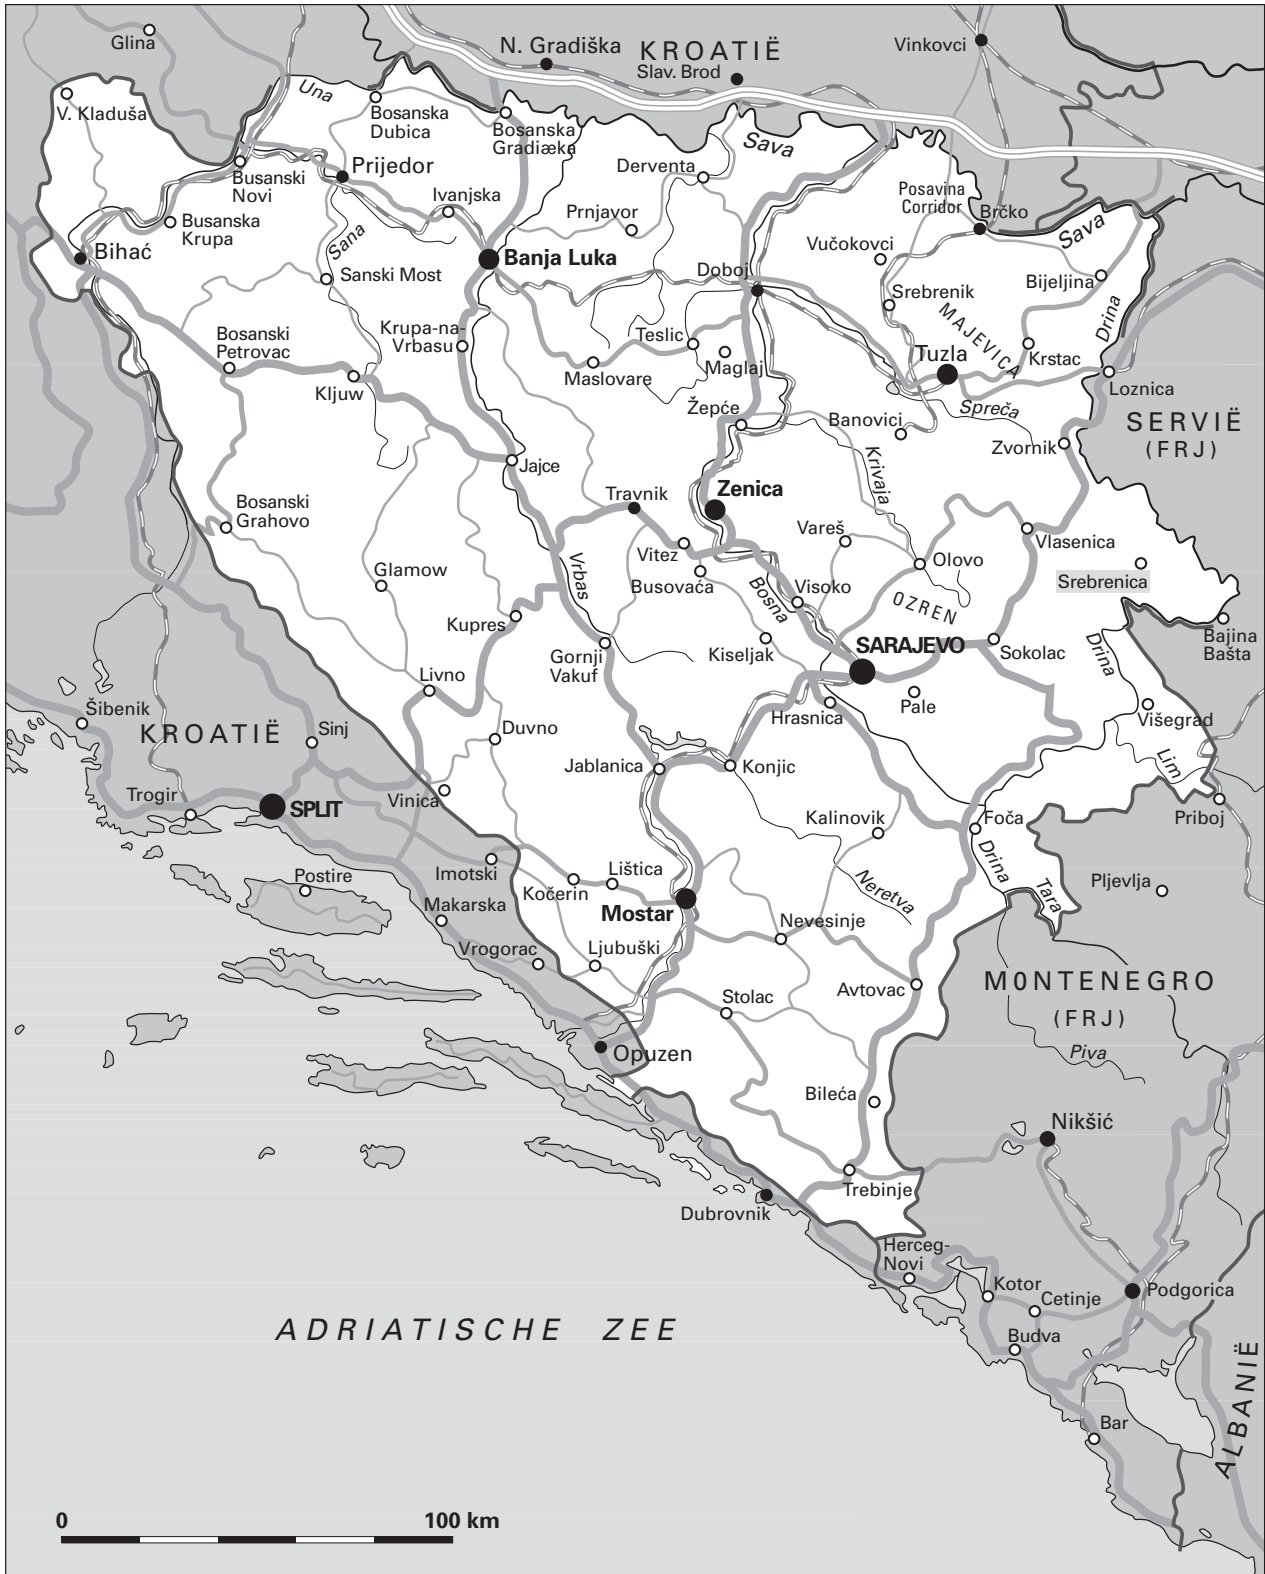 Glina
N. Gradiška
KROATIË
Slav. Brod
Vinkovci
V. Kladuša
Una
Bosanska
Dubica
Bosanska
Gradiæka
Sava
Derventa
Prijedor
Busanski
Novi
Ivanjska
Prnjavor
Posavina
Corridor
Brčko
Sava
Busanska
Krupa
Sana
Bihać
Banja Luka
Vučokovci
Sanski Most
Doboj
Bijeljina
Srebrenik
Drina
MAJEVICA
Bosanski
Petrovac
Krupa-na-
Vrbasu
Teslic
Maglaj
Tuzla
Krstac
Maslovare
Kljuw
Loznica
Žepće
Banovici
Spreča
SERVIË
(FRJ)
Zvornik
Krivaja
Jajce
Travnik
Zenica
Bosanski
Grahovo
Vareš
Vlasenica
Vitez
Olovo
Glamow
Vrbas
Busovaća
Bosna
Visoko
Srebrenica
OZREN
Kupres
Gornji
Vakuf
Kiseljak
SARAJEVO
Sokolac
Drina
Bajina
Bašta
Livno
Šibenik
Hrasnica
Pale
Višegrad
KROATIË
Sinj
Duvno
Lim
Jablanica
Konjic
Trogir
SPLIT
Vinica
Kalinovik
Foča
Priboj
Imotski
Lištica
Drina
Postire
Kočerin
Neretva
Tara
Pljevlja
Makarska
Mostar
Nevesinje
Vrogorac
Ljubuški
Stolac
Avtovac
M0NTENEGRO
(FRJ)
Opuzen
Piva
Bileća
Nikšić
Trebinje
Dubrovnik
Herceg-
Novi
Kotor
Cetinje
Podgorica
ADRIATISCHE ZEE
Budva
ALBANIË
Bar
0
100 km